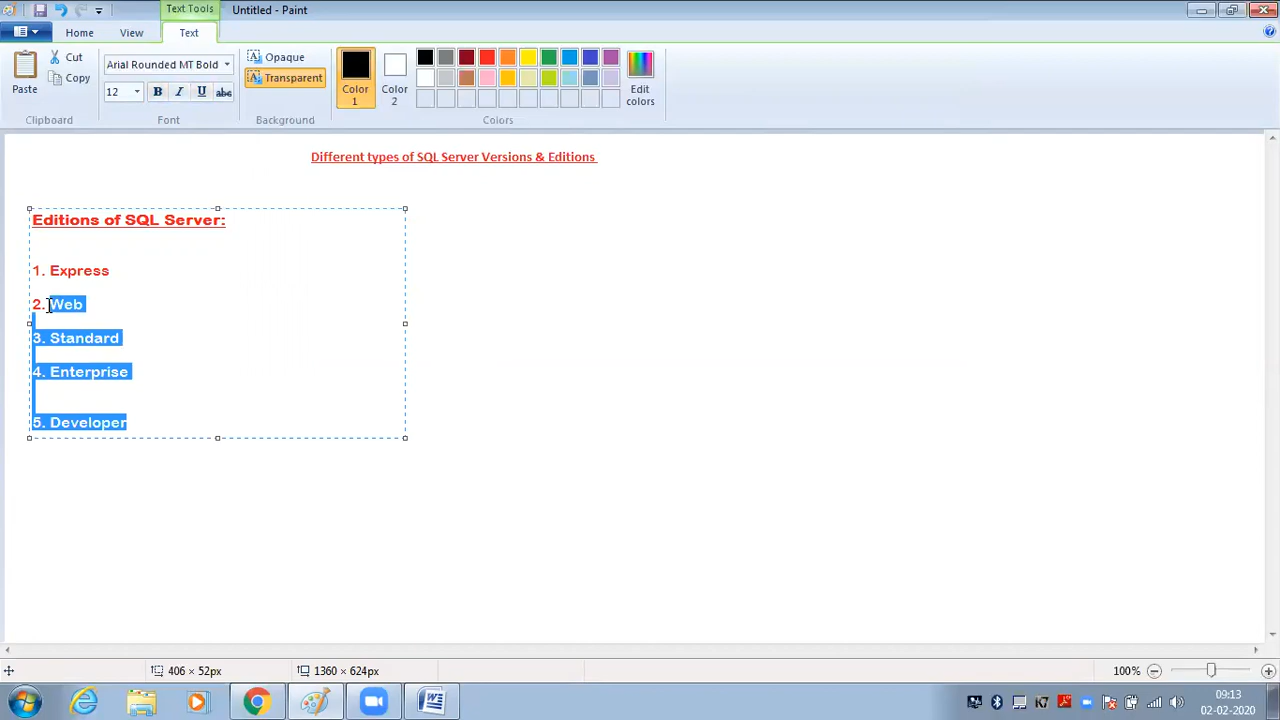 Text Tools
Untitled - Paint
Home
View
Text
Paste
Cut
Copy
Clipboard
Arial Rounded MT Bold
12
B I U abc
Font
Opaque
Transparent
Background
Color 1
Color 2
Edit colors
Colors
Different types of SQL Server Versions & Editions
Editions of SQL Server:
1. Express
2. Web
3. Standard
4. Enterprise
5. Developer
406 × 52px
1360 × 624px
100%
09:13
02-02-2020